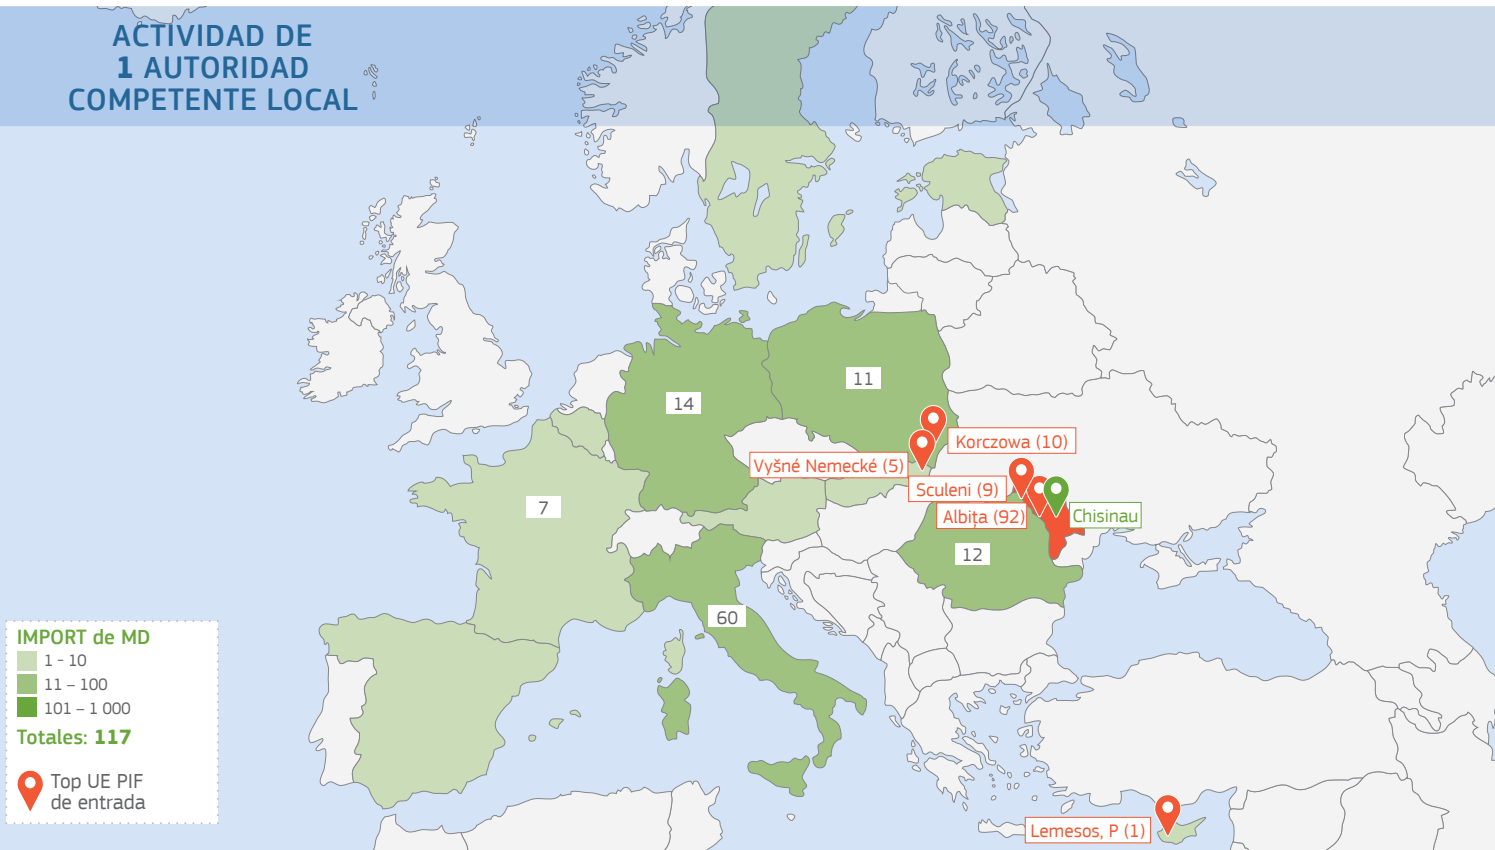 ACTIVIDAD DE
1 AUTORIDAD
COMPETENTE LOCAL
11
14
Korczowa (10)
Vyšné Nemecké (5)
Sculeni (9)
7
Albița (92)
Chisinau
12
60
IMPORT de MD
1 - 10
11 – 100
101 – 1 000
Totales: 117
Top UE PIF
de entrada
Lemesos, P (1)